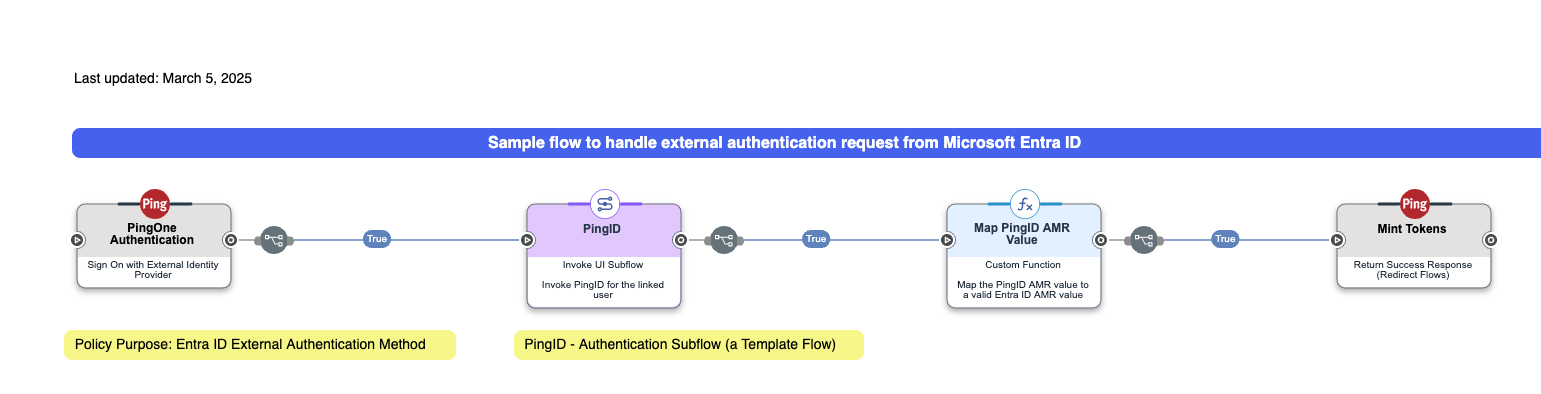 Last updated: March 5, 2025
Sample flow to handle external authentication request from Microsoft Entra ID
Ping
PingOne
Authentication
Sign On with External Identity
Provider
True
PingID
Invoke UI Subflow
Invoke PingID for the linked
user
True
fx
Map PingID AMR
Value
Custom Function
Map the PingID AMR value to
a valid Entra ID AMR value
True
Ping
Mint Tokens
Return Success Response
(Redirect Flows)
Policy Purpose: Entra ID External Authentication Method
PingID - Authentication Subflow (a Template Flow)